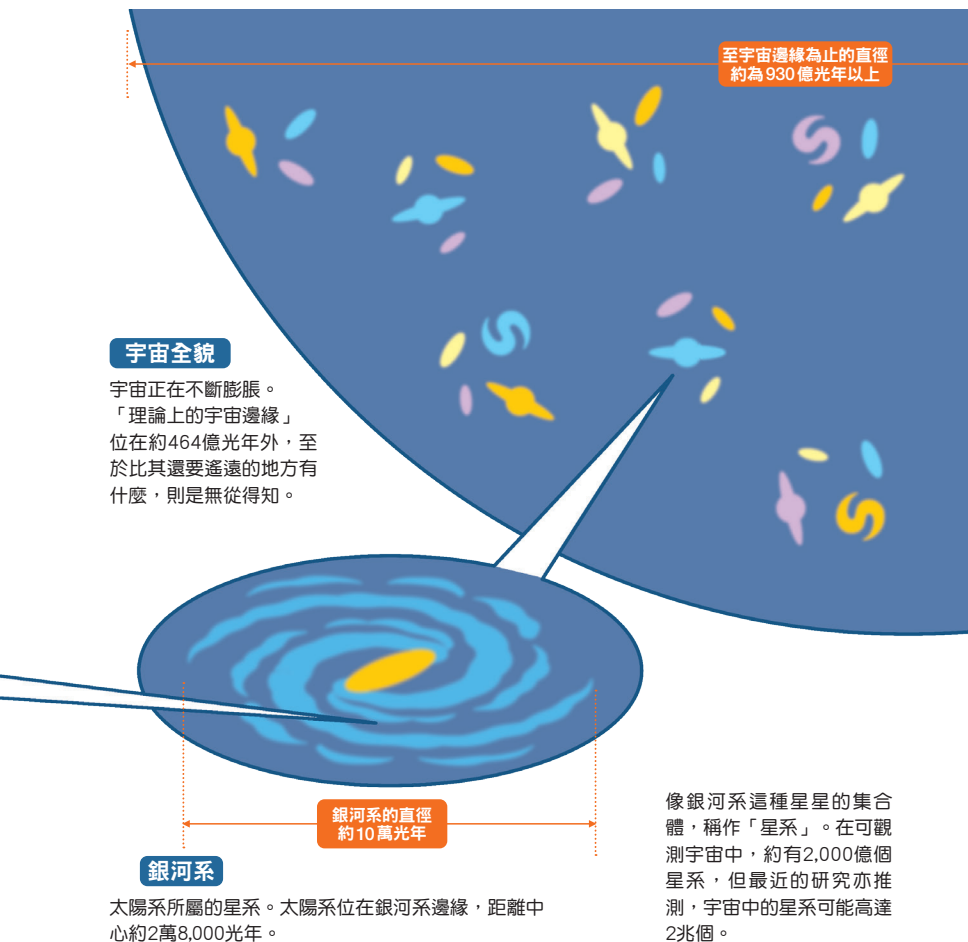 至宇宙邊緣為止的直徑
約為930億光年以上
宇宙全貌
宇宙正在不斷膨脹。
「理論上的宇宙邊緣」
位在約464億光年外,至
於比其還要遙遠的地方有
什麼,則是無從得知。
銀河系的直徑
約10萬光年
銀河系
太陽系所屬的星系。太陽系位在銀河系邊緣,距離中
心約2萬8,000光年。
像銀河系這種星星的集合
體,稱作「星系」。在可觀
測宇宙中,約有2,000億個
星系,但最近的研究亦推
測,宇宙中的星系可能高達
2兆個。